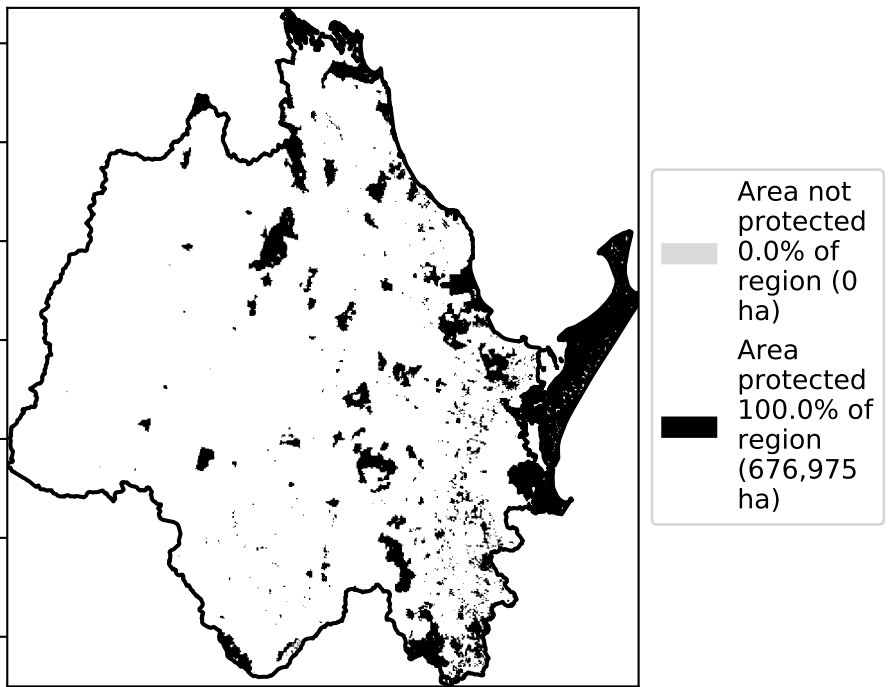 Area not
protected
0.0% of
region (0
ha)
Area
protected
100.0% of
region
(676,975
ha)